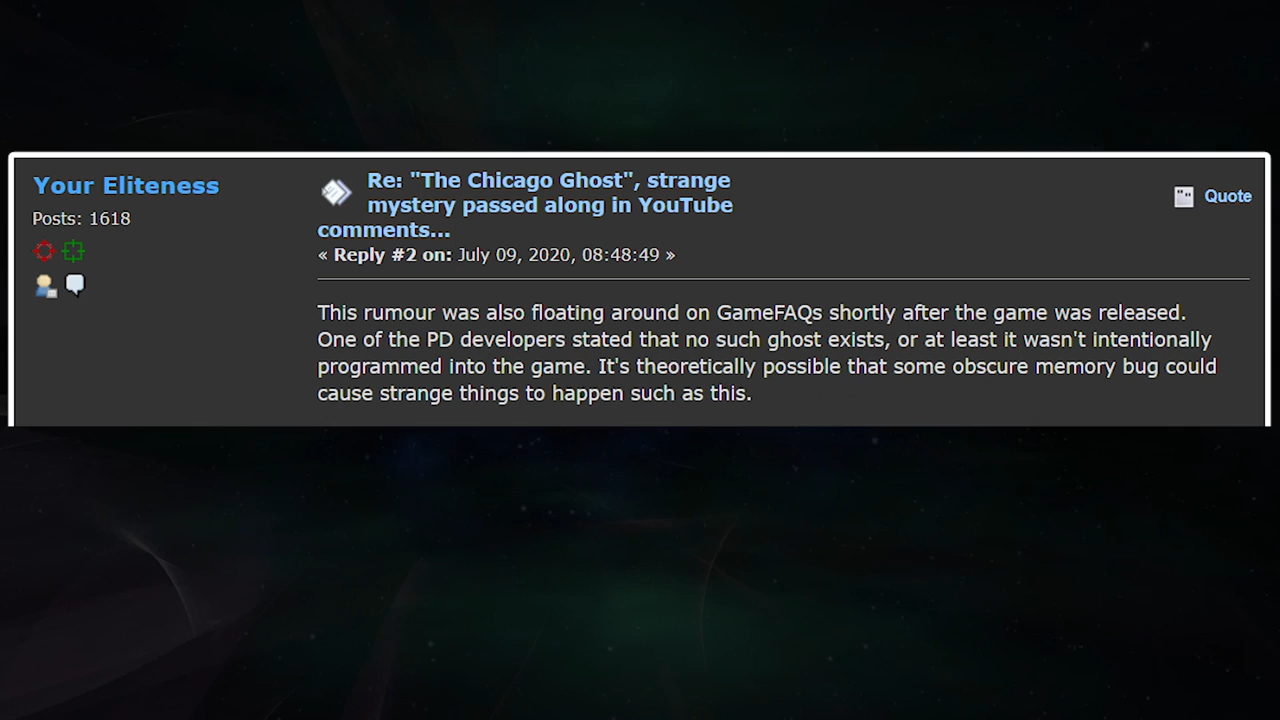 Your Eliteness
Posts: 1618
Re: "The Chicago Ghost", strange
mystery passed along in YouTube
comments...
« Reply #2 on: July 09, 2020, 08:48:49 »
Quote
This rumour was also floating around on GameFAQs shortly after the game was released.
One of the PD developers stated that no such ghost exists, or at least it wasn't intentionally
programmed into the game. It's theoretically possible that some obscure memory bug could
cause strange things to happen such as this.